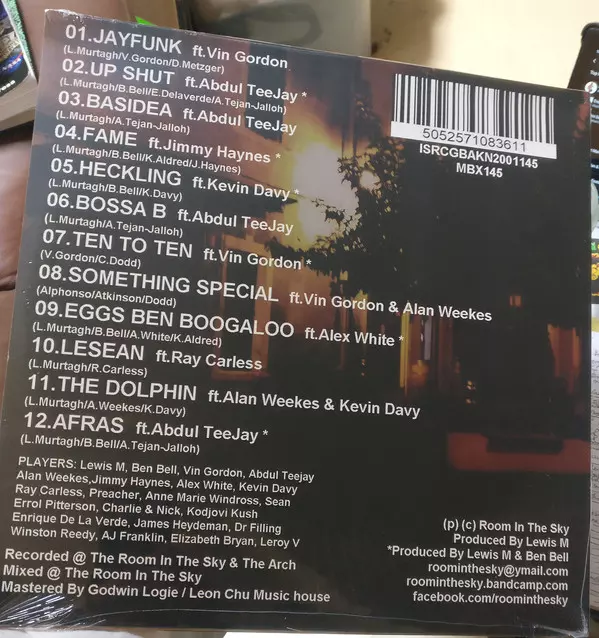 01.JAYFUNK ft.Vin Gordon
(L.Murtagh/V.Gordon/D.Metzger)
02.UP SHUT ft.Abdul TeeJay *
(L.Murtagh/B.Bell/E.Delaverde/A.Tejan-Jalloh)
03.BASIDEA ft.Abdul TeeJay
(L.Murtagh/A.Tejan-Jalloh)
04.FAME ft.Jimmy Haynes *
(L.Murtagh/B.Bell/K.Aldred/J.Haynes)
05.HECKLING ft.Kevin Davy *
(L.Murtagh/B.Bell/K.Davy)
06.BOSSA B ft.Abdul TeeJay
(L.Murtagh/A.Tejan-Jalloh)
07.TEN TO TEN ft.Vin Gordon *
(V.Gordon/C.Dodd)
08.SOMETHING SPECIAL ft.Vin Gordon & Alan Weekes
(Alphonso/Atkinson/Dodd)
09.EGGS BEN BOOGALOO ft.Alex White *
(L.Murtagh/B.Bell/A.White/K.Aldred)
10.LESEAN ft.Ray Carless
(L.Murtagh/R.Carless)
11.THE DOLPHIN ft.Alan Weekes & Kevin Davy
(L.Murtagh/A.Weekes/K.Davy)
12.AFRAS ft.Abdul TeeJay *
(L.Murtagh/B.Bell/A.Tejan-Jalloh)
PLAYERS: Lewis M, Ben Bell, Vin Gordon, Abdul Teejay
Alan Weekes,Jimmy Haynes, Alex White, Kevin Davy
Ray Carless, Preacher, Anne Marie Windross, Sean
Errol Pitterson, Charlie & Nick, Kodjovi Kush
Enrique De La Verde, James Heydeman, Dr Filling
Winston Reedy, AJ Franklin, Elizabeth Bryan, Leroy V
Recorded @ The Room In The Sky & The Arch
Mixed @ The Room In The Sky
Mastered By Godwin Logie / Leon Chu Music house
5052571083611
ISRCGBAKN2001145
MBX145
(p) (c) Room In The Sky
Produced By Lewis M
*Produced By Lewis M & Ben Bell
roominthesky@ymail.com
roominthesky.bandcamp.com
facebook.com/roominthesky